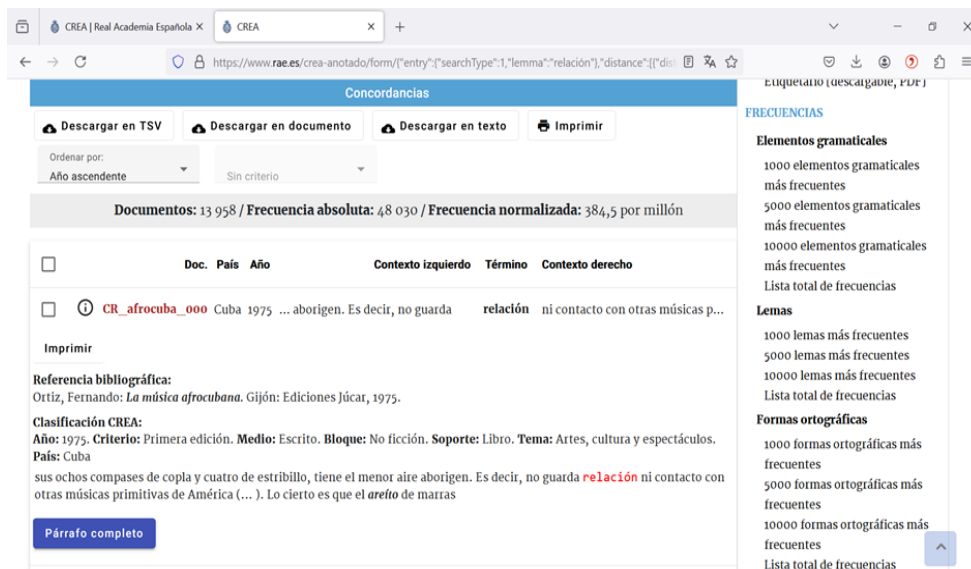 CREA | Real Academia Española
CREA
https://www.rae.es/crea-anotado/form/{"entry":{"searchType":1,"lemma":"relación"},"distance":[{"dist
Concordancias
Descargar en TSV
Descargar en documento
Descargar en texto
Imprimir
Ordenar por:
Año ascendente
Sin criterio
Documentos: 13 958 / Frecuencia absoluta: 48 030 / Frecuencia normalizada: 384,5 por millón
Doc. País Año Contexto izquierdo Término Contexto derecho
CR_afrocuba_000 Cuba 1975 ... aborigen. Es decir, no guarda relación ni contacto con otras músicas p...
Imprimir
Referencia bibliográfica:
Ortiz, Fernando: La música afrocubana. Gijón: Ediciones Júcar, 1975.
Clasificación CREA:
Año: 1975. Criterio: Primera edición. Medio: Escrito. Bloque: No ficción. Soporte: Libro. Tema: Artes, cultura y espectáculos.
País: Cuba
sus ochos compases de copla y cuatro de estribillo, tiene el menor aire aborigen. Es decir, no guarda relación ni contacto con
otras músicas primitivas de América (... ). Lo cierto es que el areíto de marras
Párrafo completo
Etiquetario [descargable, PDF]
FRECUENCIAS
Elementos gramaticales
1000 elementos gramaticales
más frecuentes
5000 elementos gramaticales
más frecuentes
10000 elementos gramaticales
más frecuentes
Lista total de frecuencias
Lemas
1000 lemas más frecuentes
5000 lemas más frecuentes
10000 lemas más frecuentes
Lista total de frecuencias
Formas ortográficas
1000 formas ortográficas más
frecuentes
5000 formas ortográficas más
frecuentes
10000 formas ortográficas más
frecuentes
Lista total de frecuencias